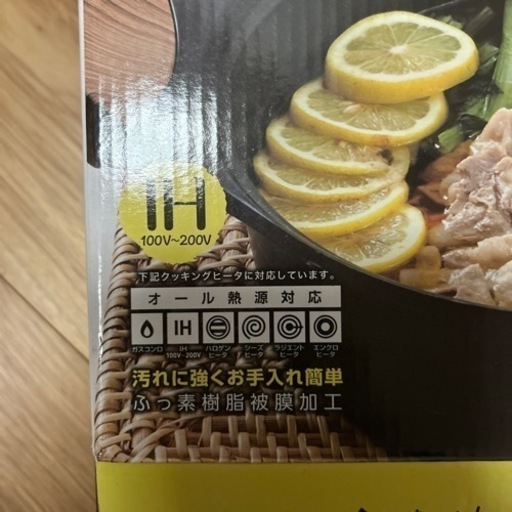 IH
100V~200V
下記クッキングヒータに対応しています。
オール熱源対応
ガスコンロ IH 100V~200V ハロゲンヒータ シーズヒータ ラジエントヒータ エンクロヒータ
汚れに強くお手入れ簡単
ふっ素樹脂被膜加工